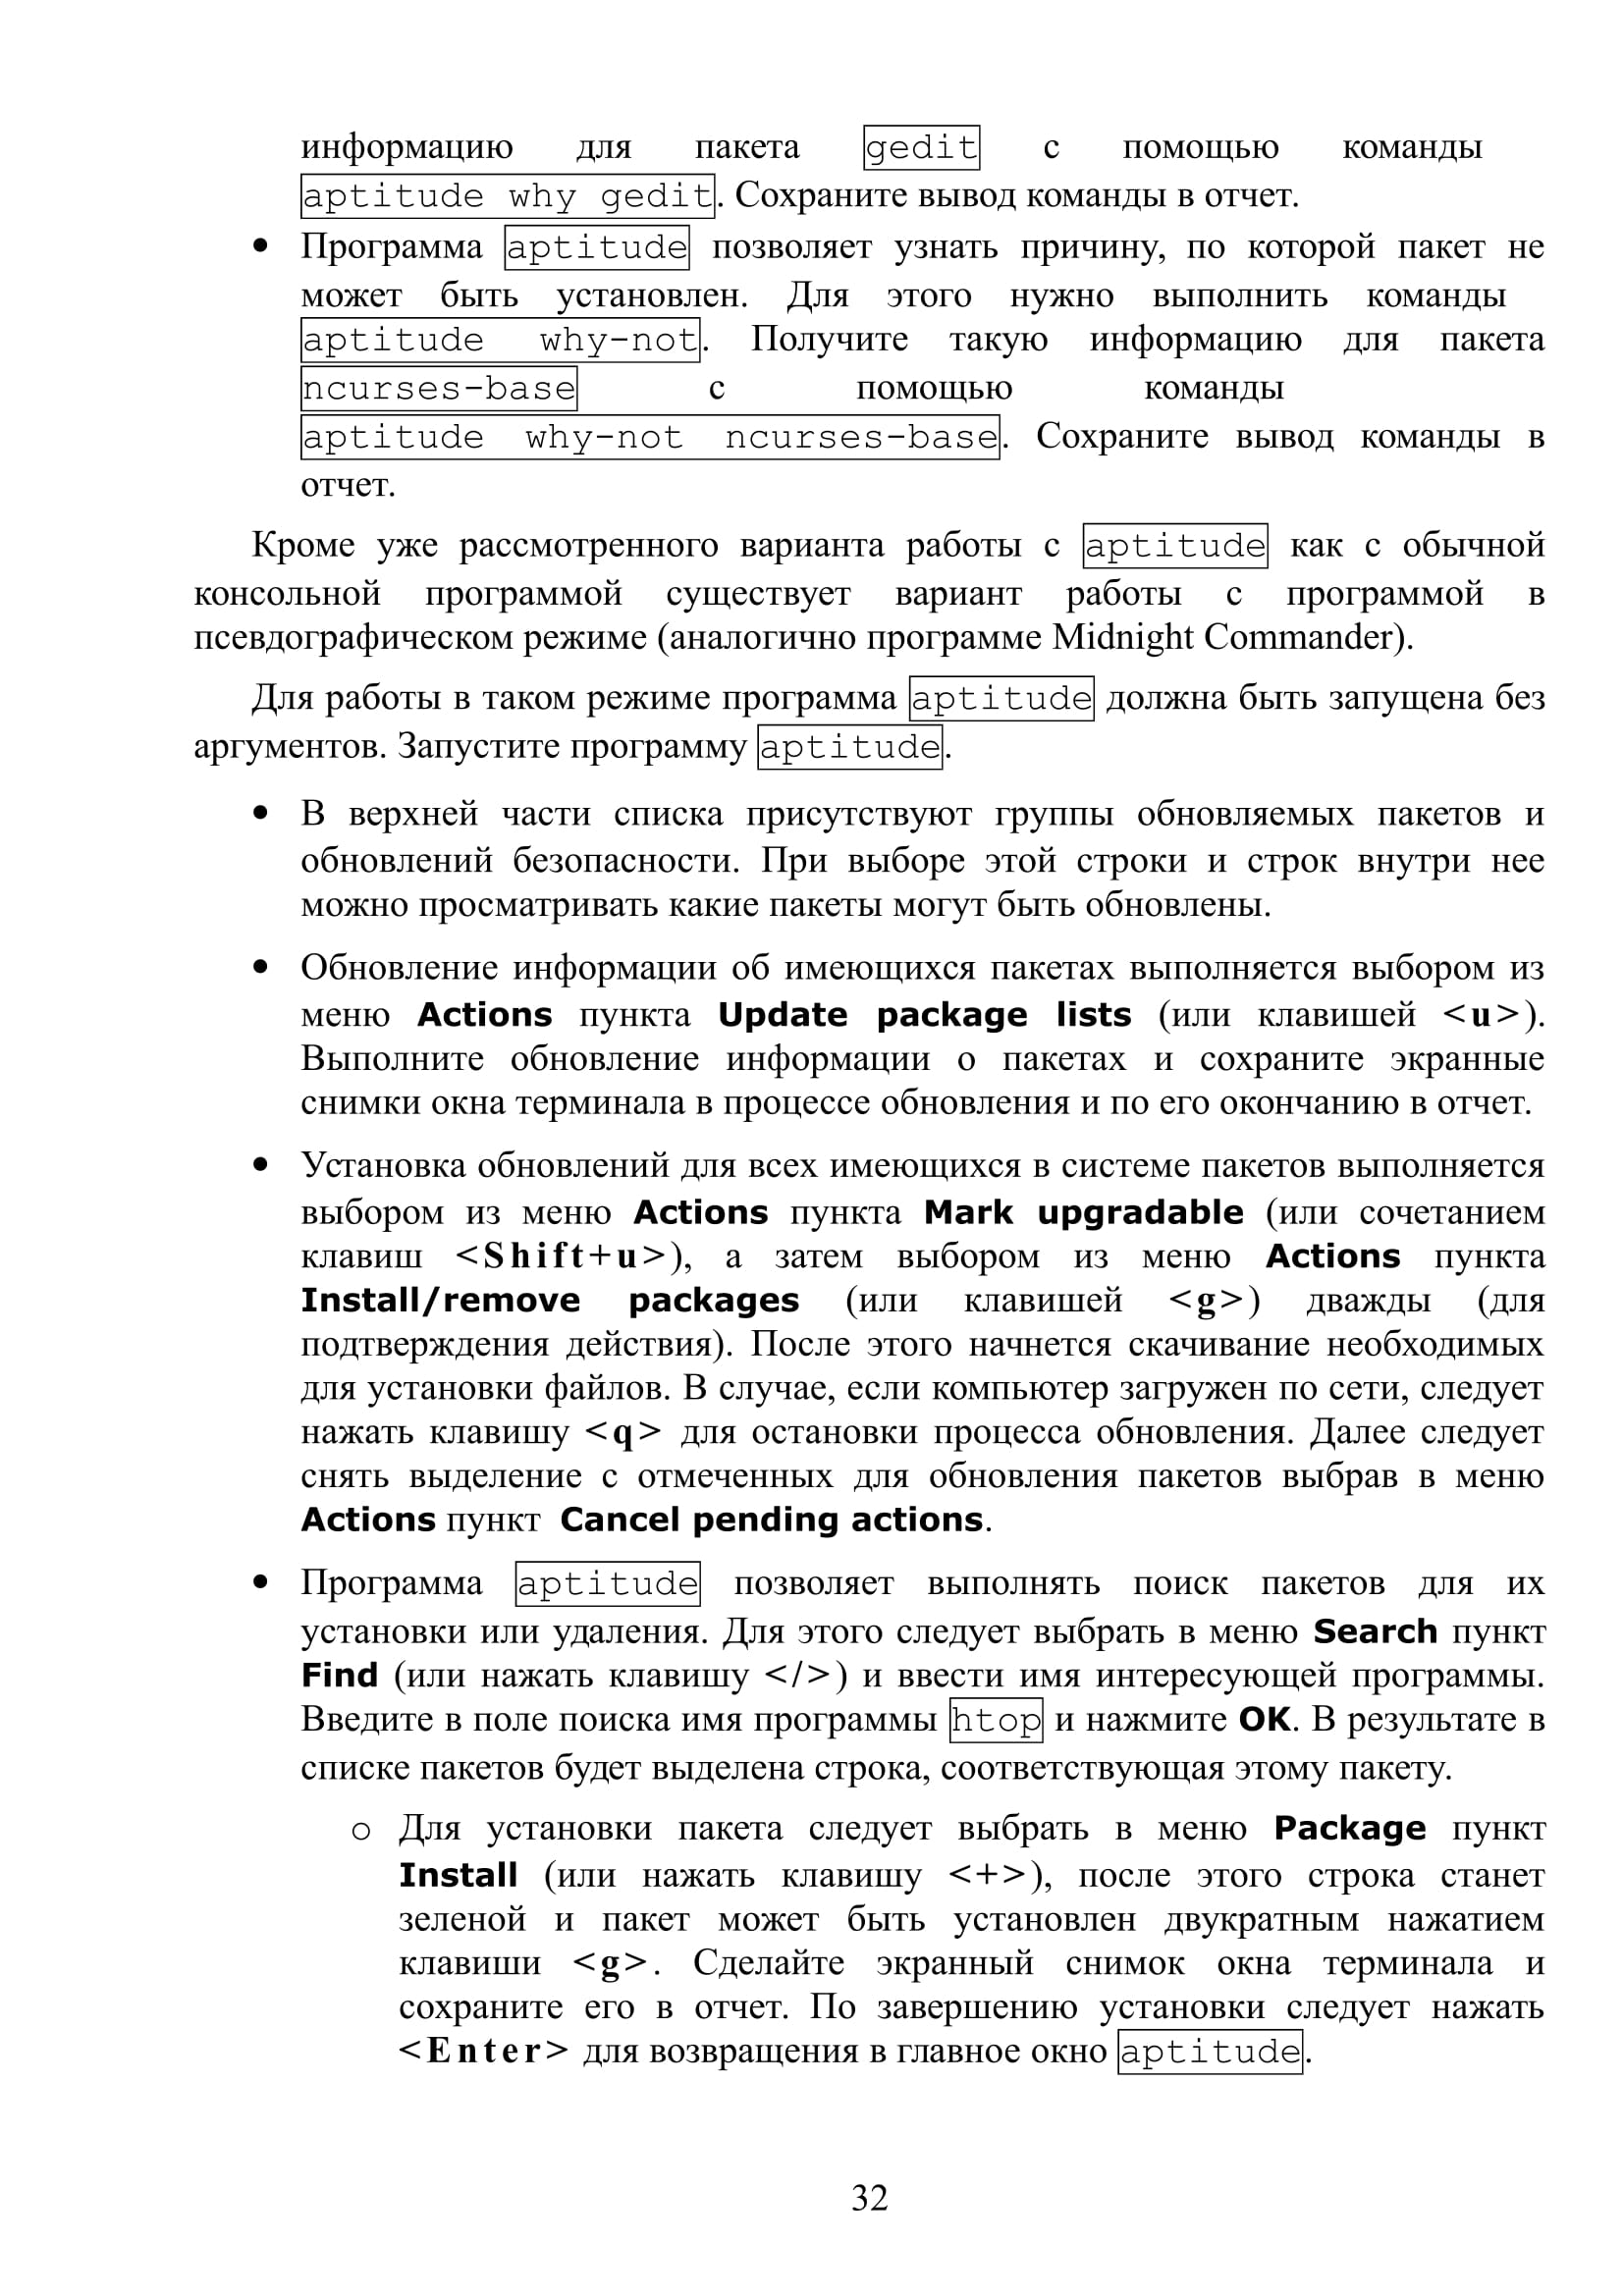 информацию для пакета gedit с помощью команды
aptitude why gedit. Сохраните вывод команды в отчет.
• Программа aptitude позволяет узнать причину, по которой пакет не
может быть установлен. Для этого нужно выполнить команды
aptitude why-not. Получите такую информацию для пакета
ncurses-base с помощью команды
aptitude why-not ncurses-base. Сохраните вывод команды в
отчет.
Кроме уже рассмотренного варианта работы с aptitude как с обычной
консольной программой существует вариант работы с программой в
псевдографическом режиме (аналогично программе Midnight Commander).
Для работы в таком режиме программа aptitude должна быть запущена без
аргументов. Запустите программу aptitude.
• В верхней части списка присутствуют группы обновляемых пакетов и
обновлений безопасности. При выборе этой строки и строк внутри нее
можно просматривать какие пакеты могут быть обновлены.
• Обновление информации об имеющихся пакетах выполняется выбором из
меню Actions пункта Update package lists (или клавишей <u>).
Выполните обновление информации о пакетах и сохраните экранные
снимки окна терминала в процессе обновления и по его окончанию в отчет.
• Установка обновлений для всех имеющихся в системе пакетов выполняется
выбором из меню Actions пункта Mark upgradable (или сочетанием
клавиш <Shift+u>), а затем выбором из меню Actions пункта
Install/remove packages (или клавишей <g>) дважды (для
подтверждения действия). После этого начнется скачивание необходимых
для установки файлов. В случае, если компьютер загружен по сети, следует
нажать клавишу <q> для остановки процесса обновления. Далее следует
снять выделение с отмеченных для обновления пакетов выбрав в меню
Actions пункт Cancel pending actions.
• Программа aptitude позволяет выполнять поиск пакетов для их
установки или удаления. Для этого следует выбрать в меню Search пункт
Find (или нажать клавишу </>) и ввести имя интересующей программы.
Введите в поле поиска имя программы htop и нажмите OK. В результате в
списке пакетов будет выделена строка, соответствующая этому пакету.
○ Для установки пакета следует выбрать в меню Package пункт
Install (или нажать клавишу <+>), после этого строка станет
зеленой и пакет может быть установлен двукратным нажатием
клавиши <g>. Сделайте экранный снимок окна терминала и
сохраните его в отчет. По завершению установки следует нажать
<Enter> для возвращения в главное окно aptitude.
32